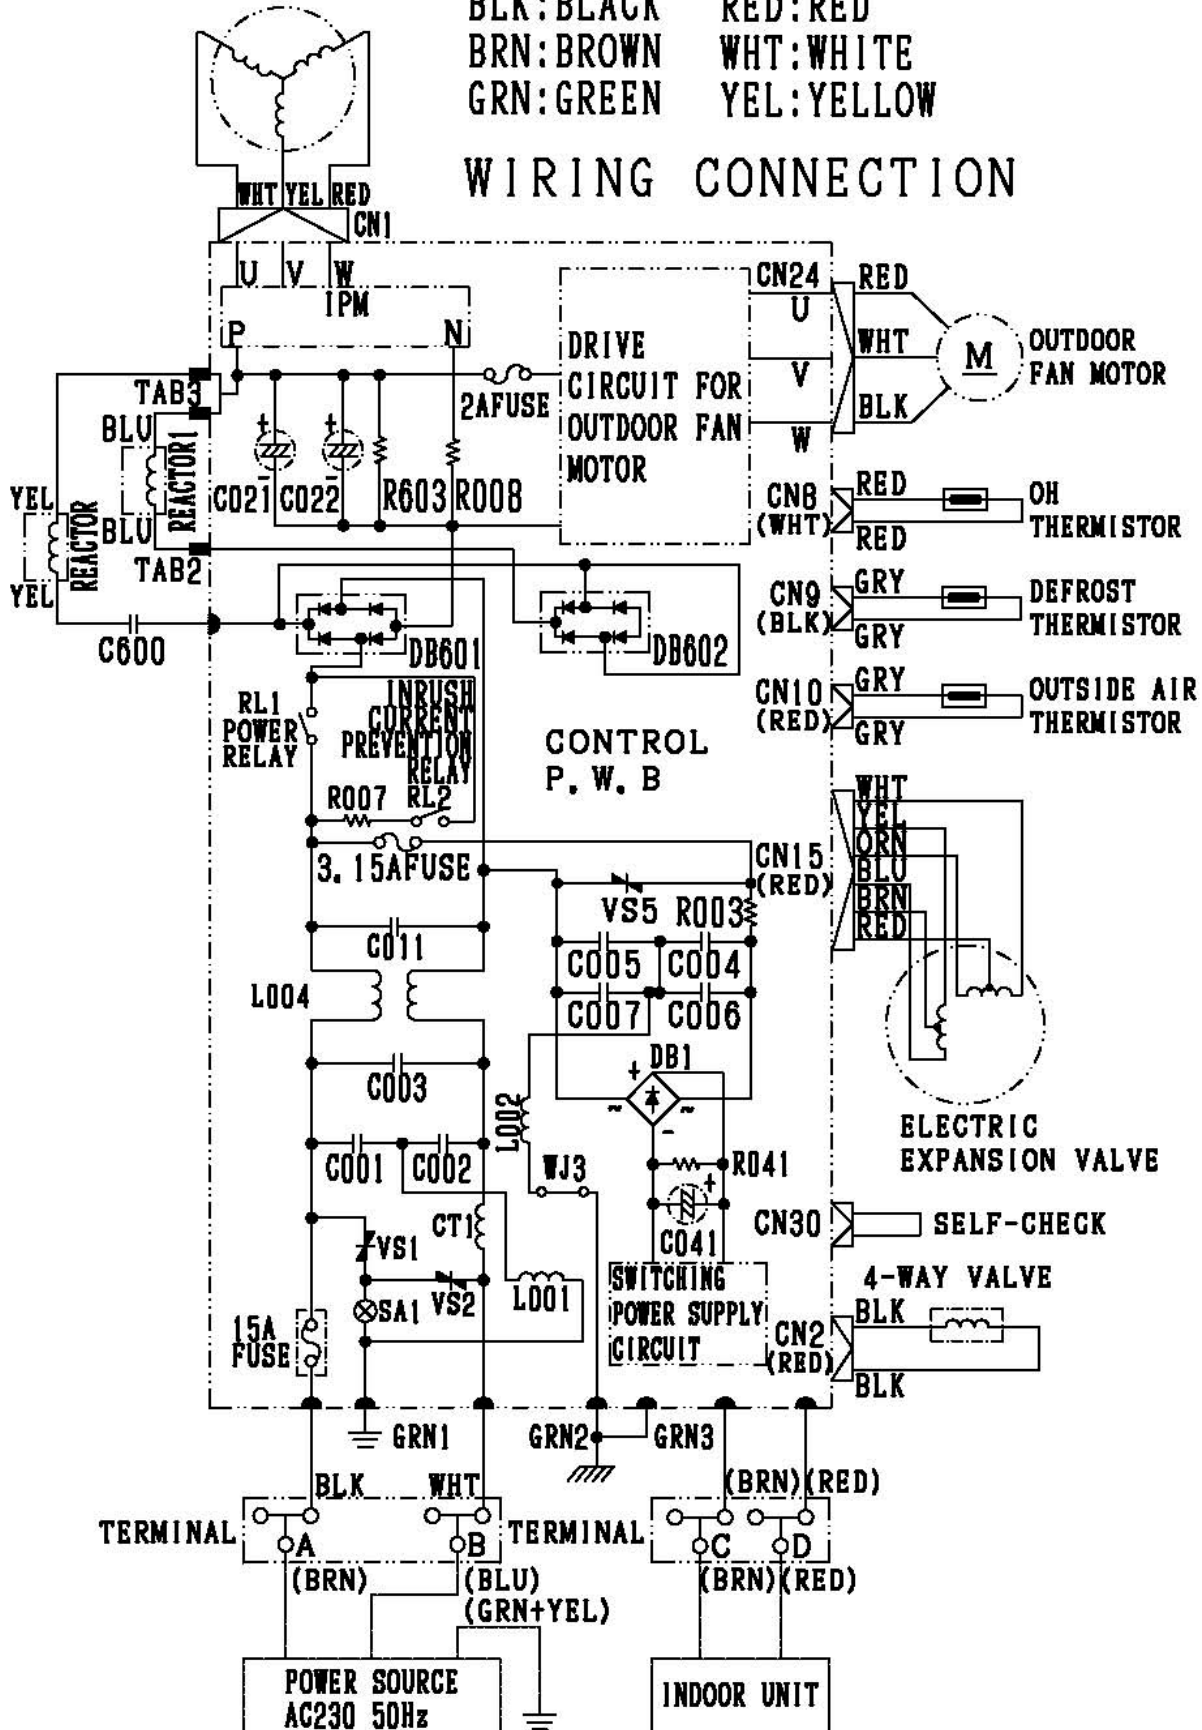 BLK:BLACK RED:RED
BRN:BROWN WHT:WHITE
GRN:GREEN YEL:YELLOW
WIRING CONNECTION
WHT YEL RED
CN1
U V W
IPM
P N
TAB3
BLU
REACTOR1
BLU
TAB2
YEL
REACTOR
YEL
C600
+ +
- -
C021 C022 R603 R008
2AFUSE
DRIVE
CIRCUIT FOR
OUTDOOR FAN
MOTOR
CN24
U
V
W
RED
WHT
BLK
M
OUTDOOR
FAN MOTOR
CN8
(WHT)
RED
RED
OH
THERMISTOR
CN9
(BLK)
GRY
GRY
DEFROST
THERMISTOR
CN10
(RED)
GRY
GRY
OUTSIDE AIR
THERMISTOR
DB601
DB602
RL1
POWER
RELAY
INRUSH
CURRENT
PREVENTION
RELAY
R007 RL2
3.15AFUSE
CONTROL
P.W.B
CN15
(RED)
WHT
YEL
ORN
BLU
BRN
RED
ELECTRIC
EXPANSION VALVE
VS5 R003
C011
C005 C004
L004
C007 C006
C003
+ DB1
~ ~
-
L002
C001 C002
WJ3
R041
+
C041
CT1
VS1
VS2
L001
SA1
15A
FUSE
SWITCHING
POWER SUPPLY
CIRCUIT
CN30
SELF-CHECK
4-WAY VALVE
CN2
(RED)
BLK
BLK
GRN1
GRN2 GRN3
BLK WHT
(BRN)(RED)
TERMINAL
A B
TERMINAL
C D
(BRN) (BLU)
(GRN+YEL)
(BRN)(RED)
POWER SOURCE
AC230 50Hz
INDOOR UNIT